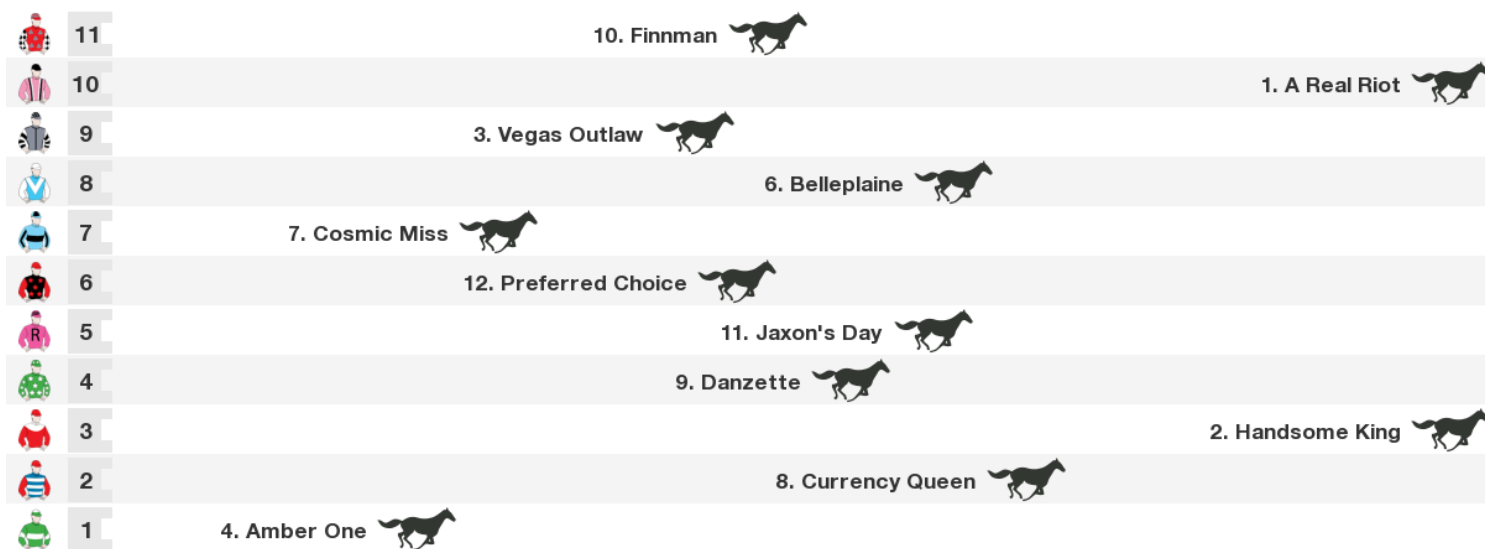 11 10. Finnman
10 1. A Real Riot
9 3. Vegas Outlaw
8 6. Belleplaine
7 7. Cosmic Miss
6 12. Preferred Choice
R 5 11. Jaxon's Day
4 9. Danzette
3 2. Handsome King
2 8. Currency Queen
1 4. Amber One